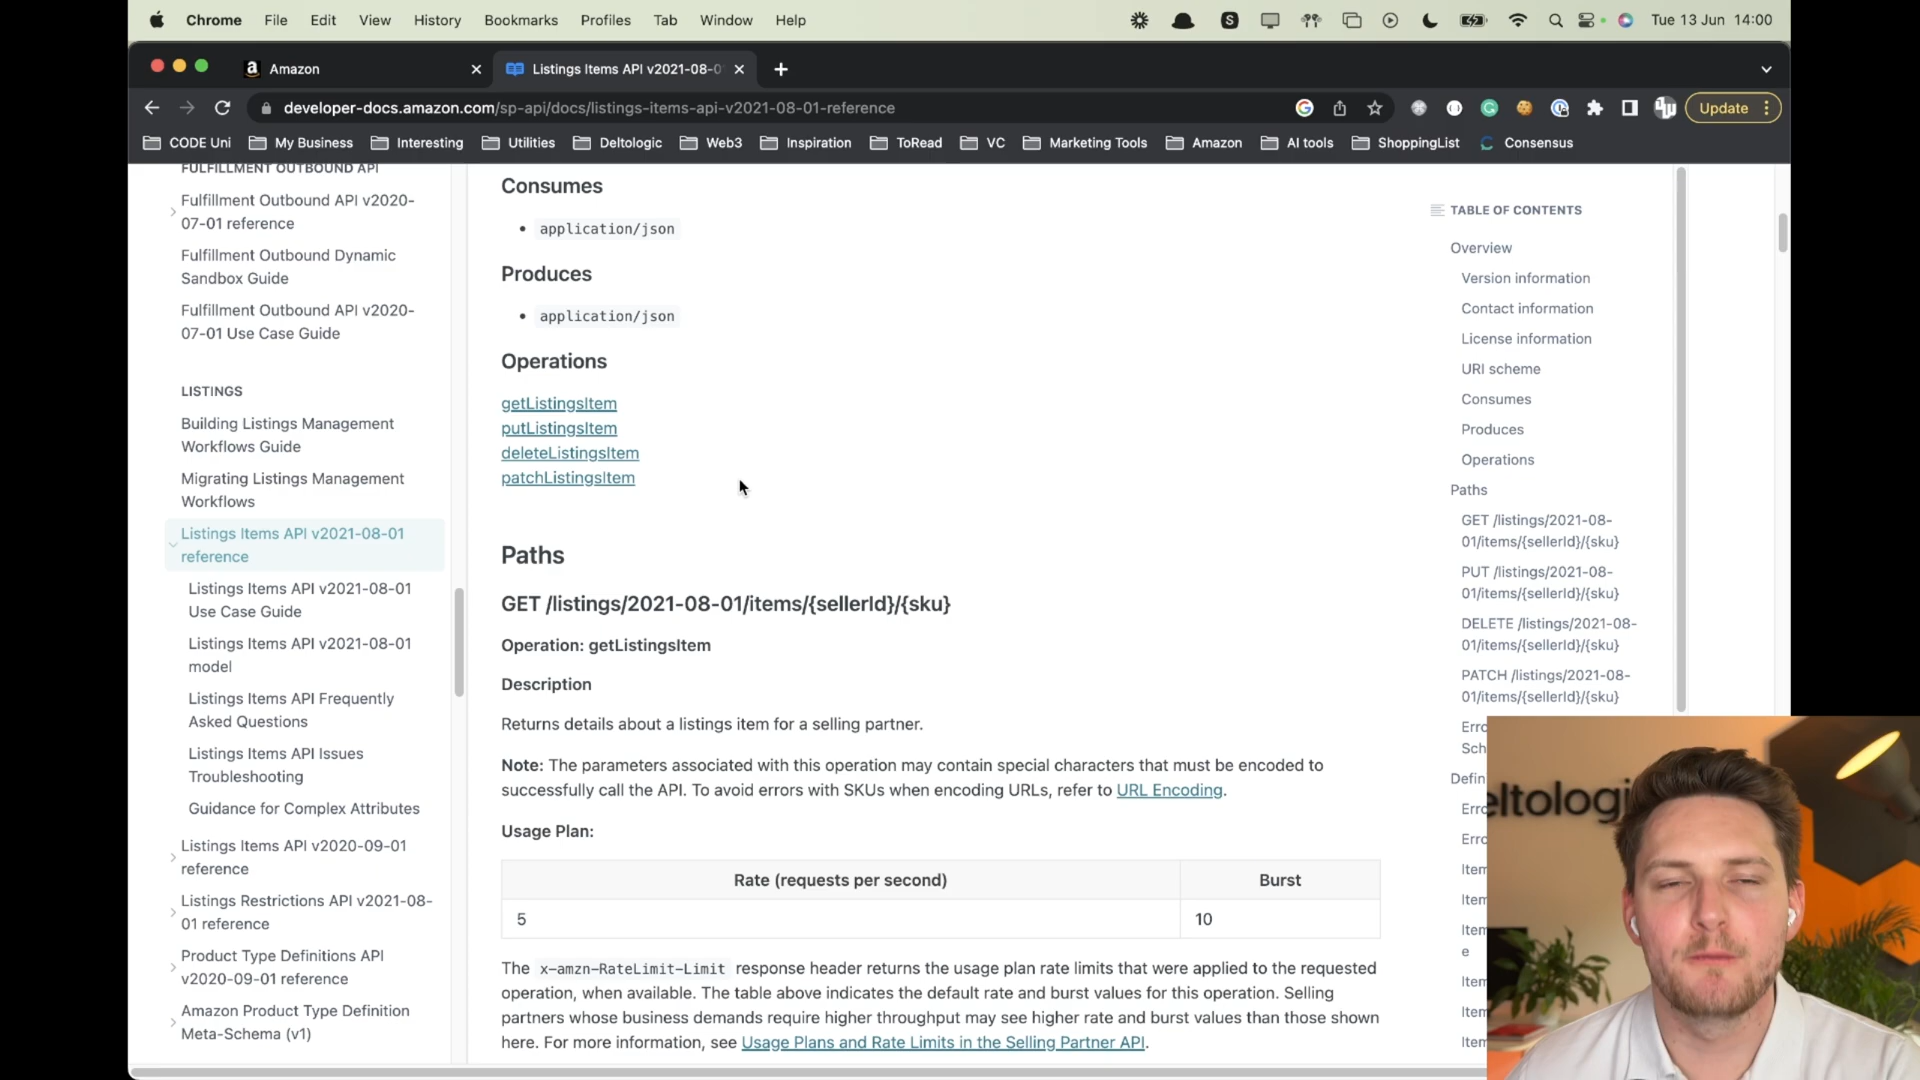 Chrome File Edit View History Bookmarks Profiles Tab Window Help
Tue 13 Jun 14:00
Amazon
Listings Items API v2021-08-0
developer-docs.amazon.com/sp-api/docs/listings-items-api-v2021-08-01-reference
Update
CODE Uni My Business Interesting Utilities Deltologic Web3 Inspiration ToRead VC Marketing Tools Amazon AI tools ShoppingList Consensus
FULFILLMENT OUTBOUND API
Fulfillment Outbound API v2020-
07-01 reference
Fulfillment Outbound Dynamic
Sandbox Guide
Fulfillment Outbound API v2020-
07-01 Use Case Guide
LISTINGS
Building Listings Management
Workflows Guide
Migrating Listings Management
Workflows
Listings Items API v2021-08-01
reference
Listings Items API v2021-08-01
Use Case Guide
Listings Items API v2021-08-01
model
Listings Items API Frequently
Asked Questions
Listings Items API Issues
Troubleshooting
Guidance for Complex Attributes
Listings Items API v2020-09-01
reference
Listings Restrictions API v2021-08-
01 reference
Product Type Definitions API
v2020-09-01 reference
Amazon Product Type Definition
Meta-Schema (v1)
Consumes
• application/json
Produces
• application/json
Operations
getListingsItem
putListingsItem
deleteListingsItem
patchListingsItem
Paths
GET /listings/2021-08-01/items/{sellerId}/{sku}
Operation: getListingsItem
Description
Returns details about a listings item for a selling partner.
Note: The parameters associated with this operation may contain special characters that must be encoded to
successfully call the API. To avoid errors with SKUs when encoding URLs, refer to URL Encoding.
Usage Plan:
Rate (requests per second) Burst
5 10
The x-amzn-RateLimit-Limit response header returns the usage plan rate limits that were applied to the requested
operation, when available. The table above indicates the default rate and burst values for this operation. Selling
partners whose business demands require higher throughput may see higher rate and burst values than those shown
here. For more information, see Usage Plans and Rate Limits in the Selling Partner API.
TABLE OF CONTENTS
Overview
Version information
Contact information
License information
URI scheme
Consumes
Produces
Operations
Paths
GET /listings/2021-08-
01/items/{sellerId}/{sku}
PUT /listings/2021-08-
01/items/{sellerId}/{sku}
DELETE /listings/2021-08-
01/items/{sellerId}/{sku}
PATCH /listings/2021-08-
01/items/{sellerId}/{sku}
Erro
Sch
Defin
Erro
Erro
Item
Item
Item
e
Item
Item
Item
eltologi